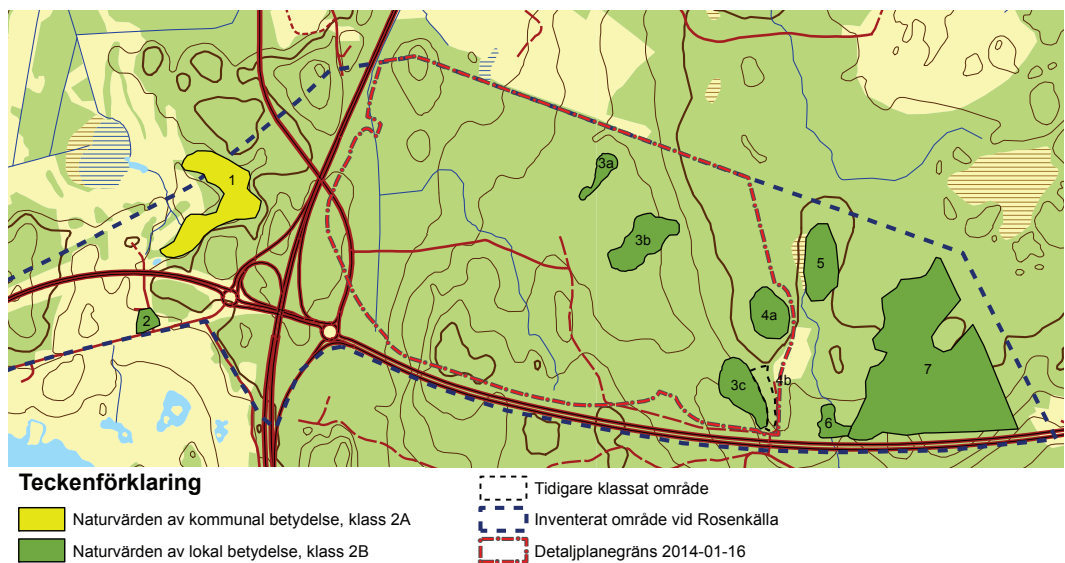 1
3a
3b
5
4a
2
7
3c
4b
6
Teckenförklaring
Naturvärden av kommunal betydelse, klass 2A
Naturvärden av lokal betydelse, klass 2B
Tidigare klassat område
Inventerat område vid Rosenkälla
Detaljplanegräns 2014-01-16